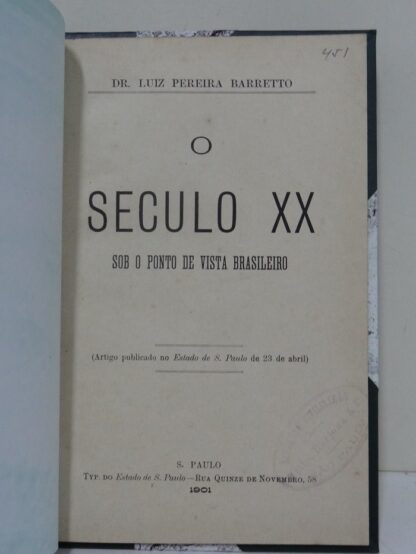 451
DR. LUIZ PEREIRA BARRETTO
O
SECULO XX
SOB O PONTO DE VISTA BRASILEIRO
(Artigo publicado no Estado de S. Paulo de 23 de abril)
S. PAULO
TYP. DO Estado de S. Paulo—RUA QUINZE DE NOVEMBRO, 58
1901